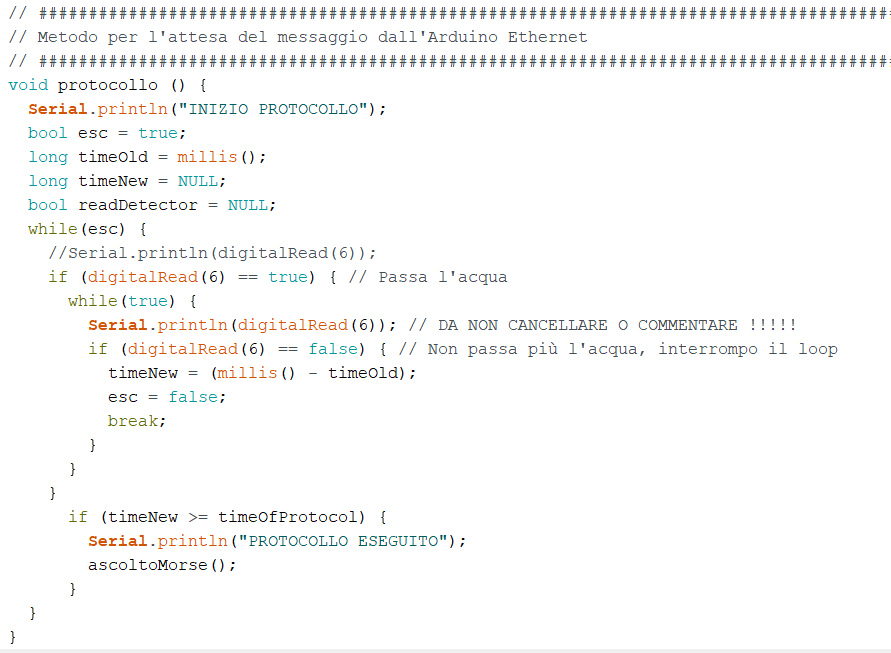 // #####################################################################################
// Metodo per l'attesa del messaggio dall'Arduino Ethernet
// #####################################################################################
void protocollo () {
  Serial.println("INIZIO PROTOCOLLO");
  bool esc = true;
  long timeOld = millis();
  long timeNew = NULL;
  bool readDetector = NULL;
  while(esc) {
    //Serial.println(digitalRead(6));
    if (digitalRead(6) == true) { // Passa l'acqua
      while(true) {
        Serial.println(digitalRead(6)); // DA NON CANCELLARE O COMMENTARE !!!!!
        if (digitalRead(6) == false) { // Non passa più l'acqua, interrompo il loop
          timeNew = (millis() - timeOld);
          esc = false;
          break;
        }
      }
    }
      if (timeNew >= timeOfProtocol) {
        Serial.println("PROTOCOLLO ESEGUITO");
        ascoltoMorse();
      }
  }
}